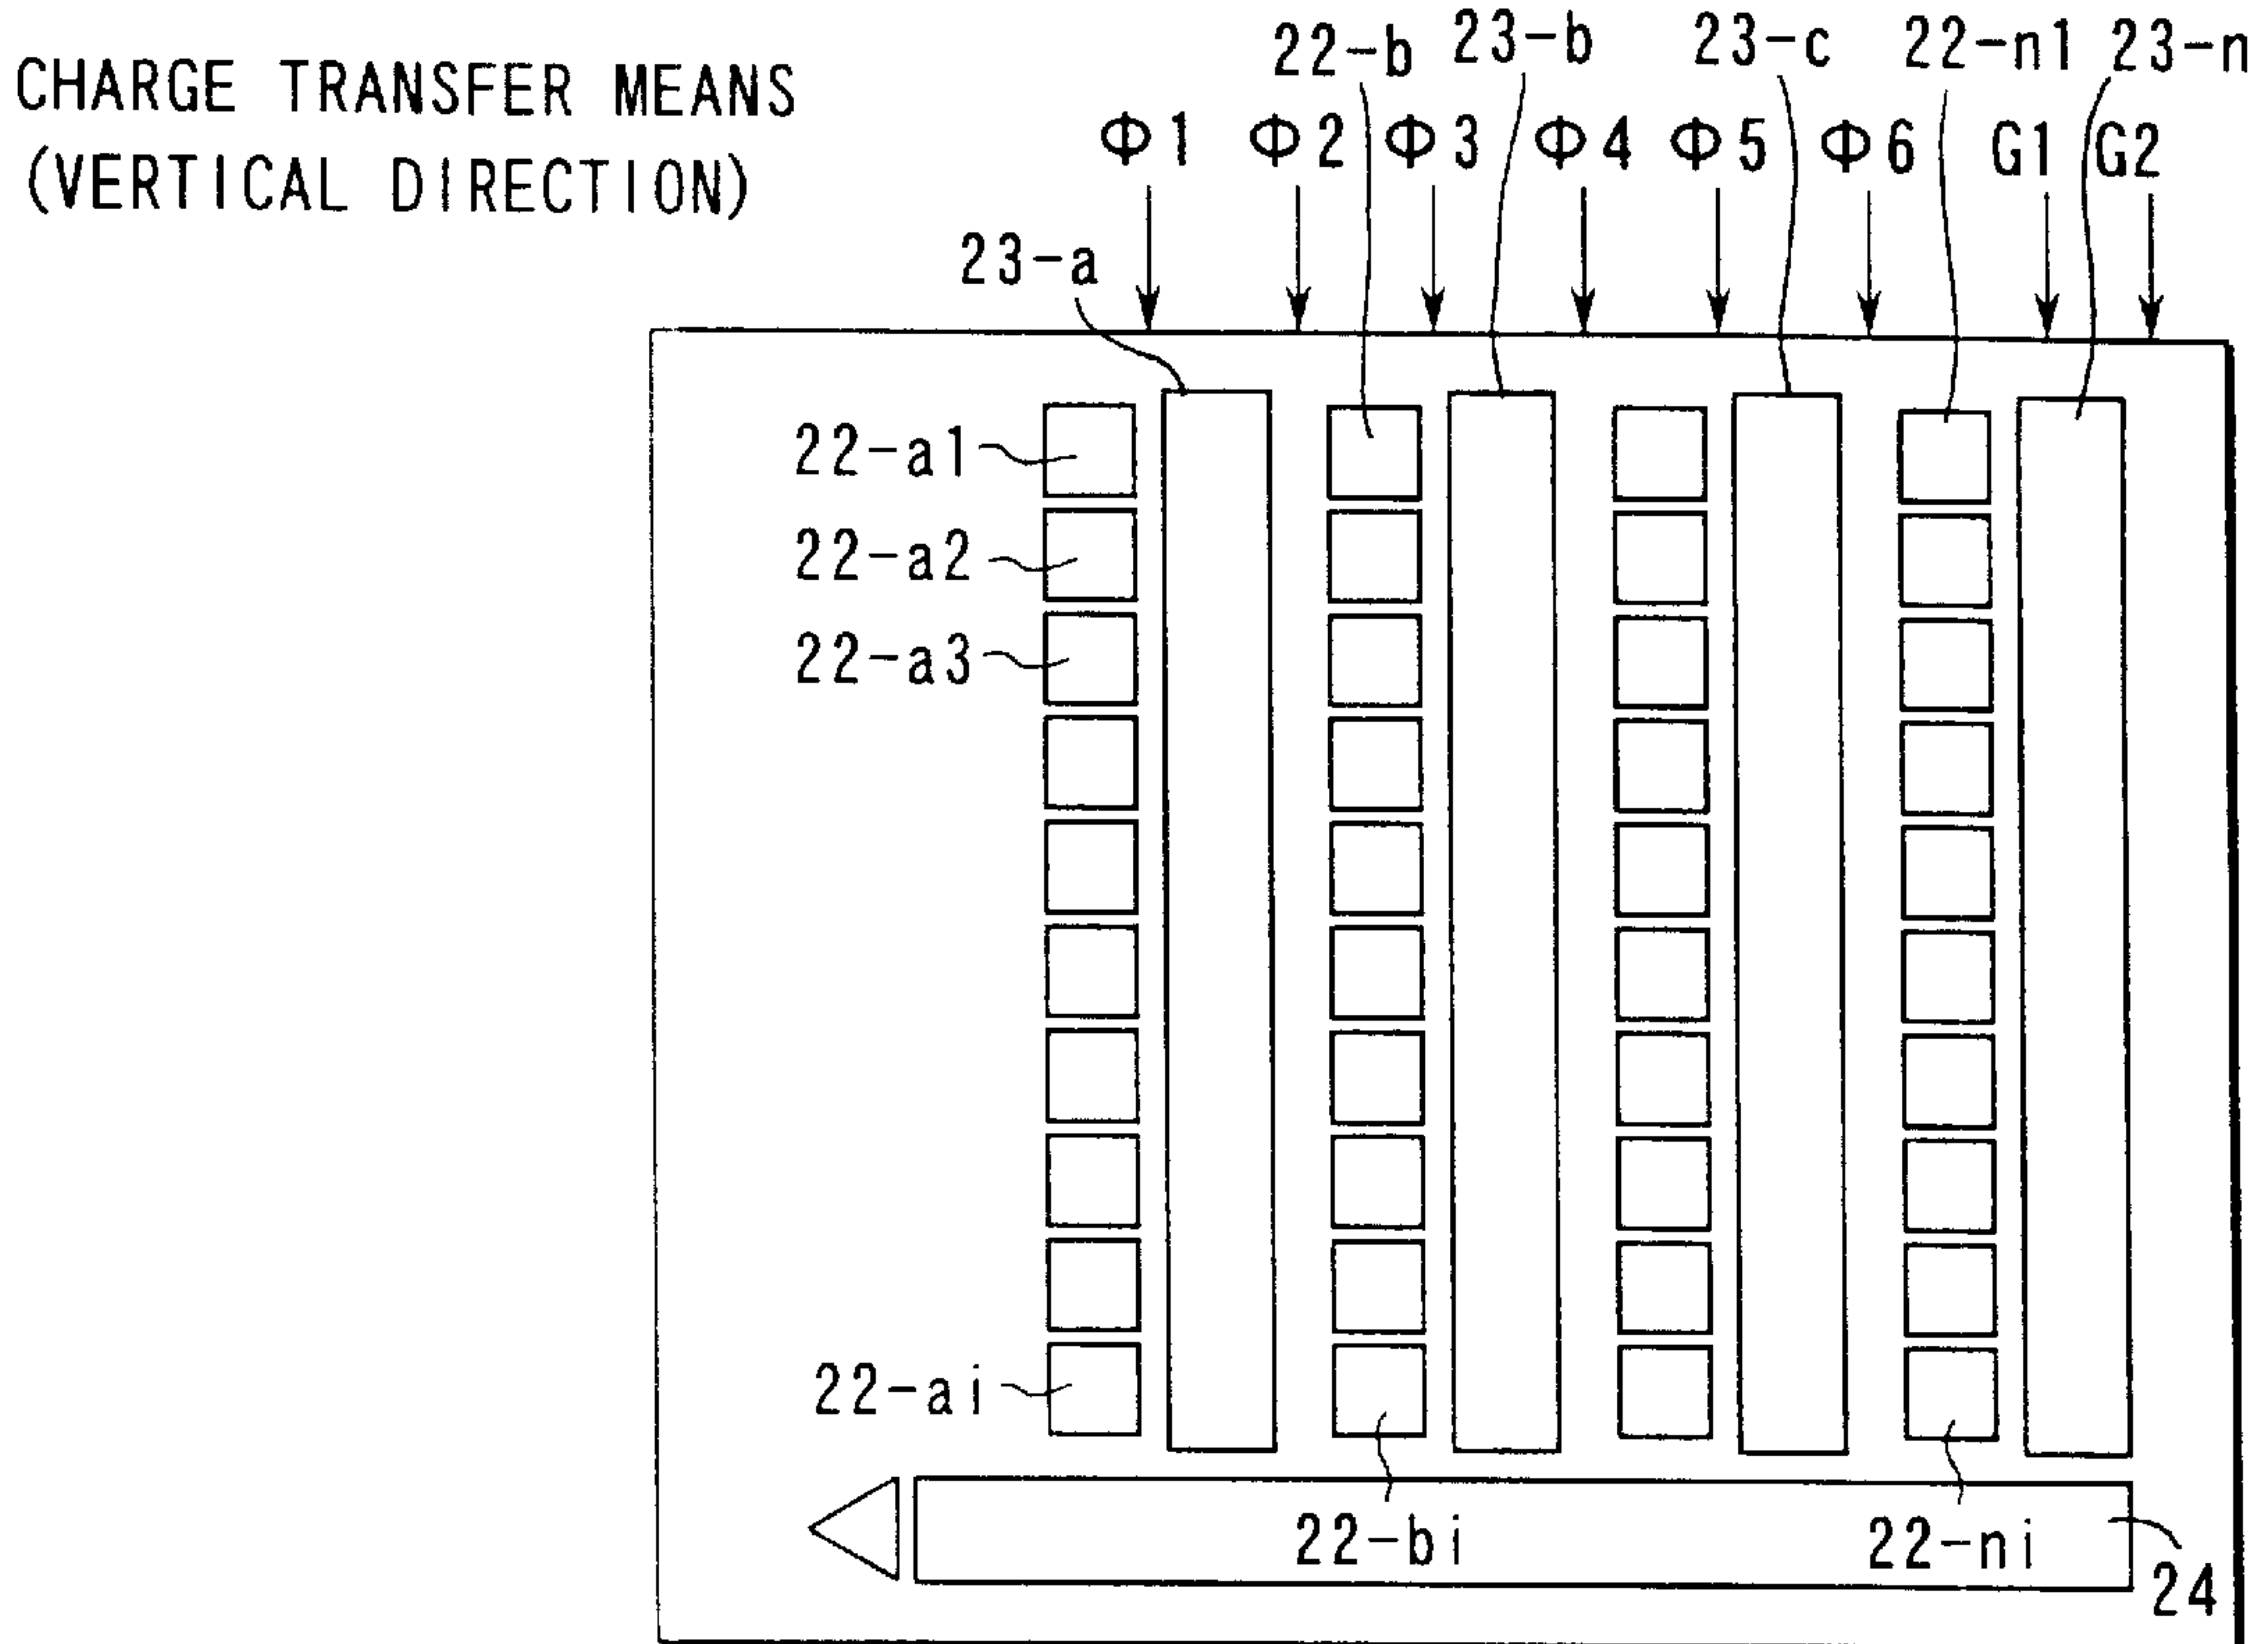 CHARGE TRANSFER MEANS
(VERTICAL DIRECTION)
22-b 23-b 23-c 22-n1 23-n
Φ1 Φ2 Φ3 Φ4 Φ5 Φ6 G1 G2
23-a
22-a1
22-a2
22-a3
22-ai
22-bi 22-ni
24